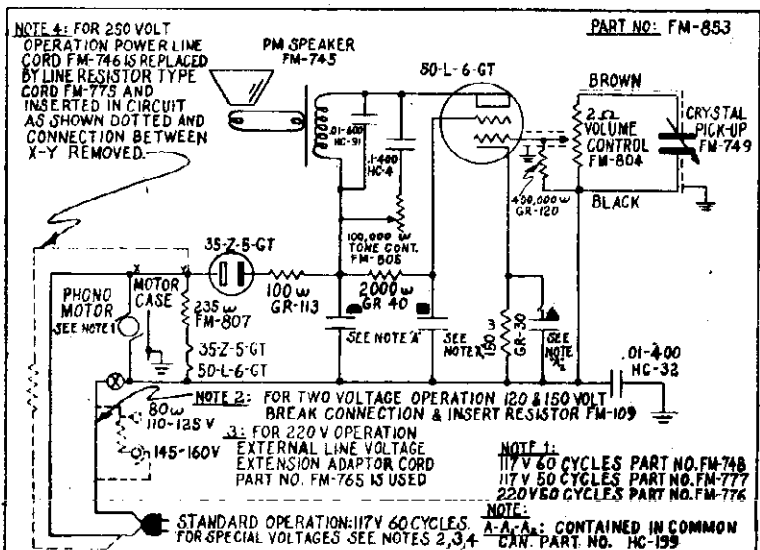 NOTE 4: FOR 250 VOLT
OPERATION POWER LINE
CORD FM-746 IS REPLACED
BY LINE RESISTOR TYPE
CORD FM-775 AND
INSERTED IN CIRCUIT
AS SHOWN DOTTED AND
CONNECTION BETWEEN
X-Y REMOVED.
PM SPEAKER
FM-745
.01-600
HC-91
.1-400
HC-4
50-L-6-GT
PART NO: FM-853
BROWN
2 Ω
VOLUME
CONTROL
FM-804
CRYSTAL
PICK-UP
FM-749
BLACK
GR-120
100,000 ω
TONE CONT.
35-Z-5-GT
X
Y
PHONO
MOTOR
SEE NOTE 1
MOTOR
CASE
235 ω
FM-807
35-Z-5-GT
50-L-6-GT
100 ω
GR-113
2000 ω
GR 40
SEE NOTE 'A'
SEE
NOTE
150 ω
GR-30
SEE
NOTE
.01-400
HC-32
NOTE 2: FOR TWO VOLTAGE OPERATION 120 & 150 VOLT
BREAK CONNECTION & INSERT RESISTOR FM-109
80 ω
110-125 V
145-160V
3: FOR 220 V OPERATION
EXTERNAL LINE VOLTAGE
EXTENSION ADAPTOR CORD
PART NO. FM-765 IS USED
NOTE 1:
117 V 60 CYCLES PART NO. FM-748
117 V 50 CYCLES PART NO. FM-777
220V 50 CYCLES PART NO. FM-776
NOTE:
A-A₁-A₂: CONTAINED IN COMMON
CAN. PART. NO. HC-199
STANDARD OPERATION: 117V 60 CYCLES.
FOR SPECIAL VOLTAGES SEE NOTES 2,3,4